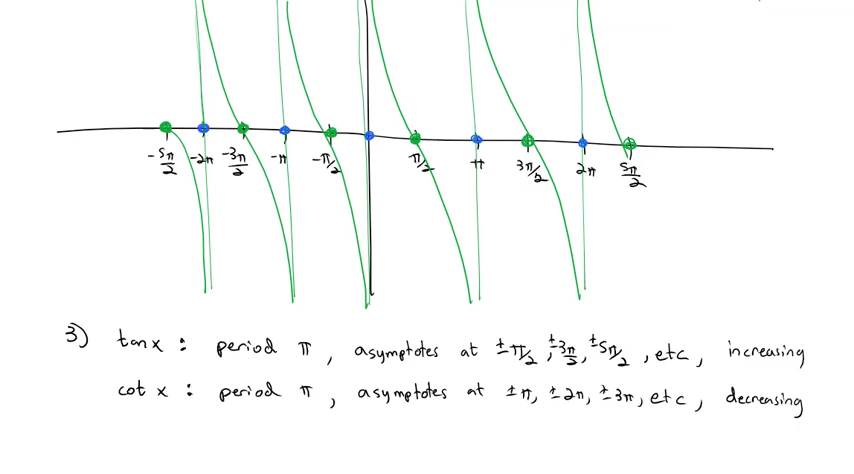 -5π/2 -2π -3π/2 -π -π/2 π/2 π 3π/2 2π 5π/2
3) tan x : period π , asymptotes at ±π/2 , ±3π/2 , ±5π/2 , etc , increasing
cot x : period π , asymptotes at ±π, ±2π, ±3π, etc , decreasing